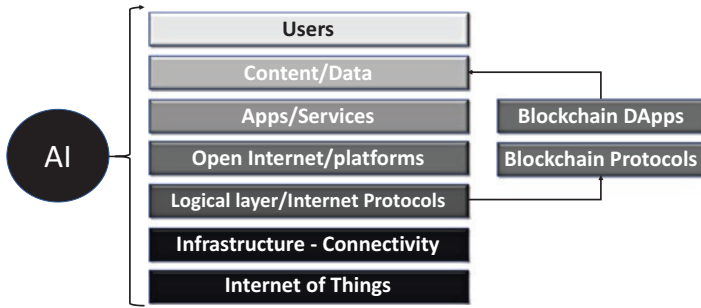 Users
Content/Data
Apps/Services
Blockchain DApps
AI
Open Internet/platforms
Blockchain Protocols
Logical layer/Internet Protocols
Infrastructure - Connectivity
Internet of Things